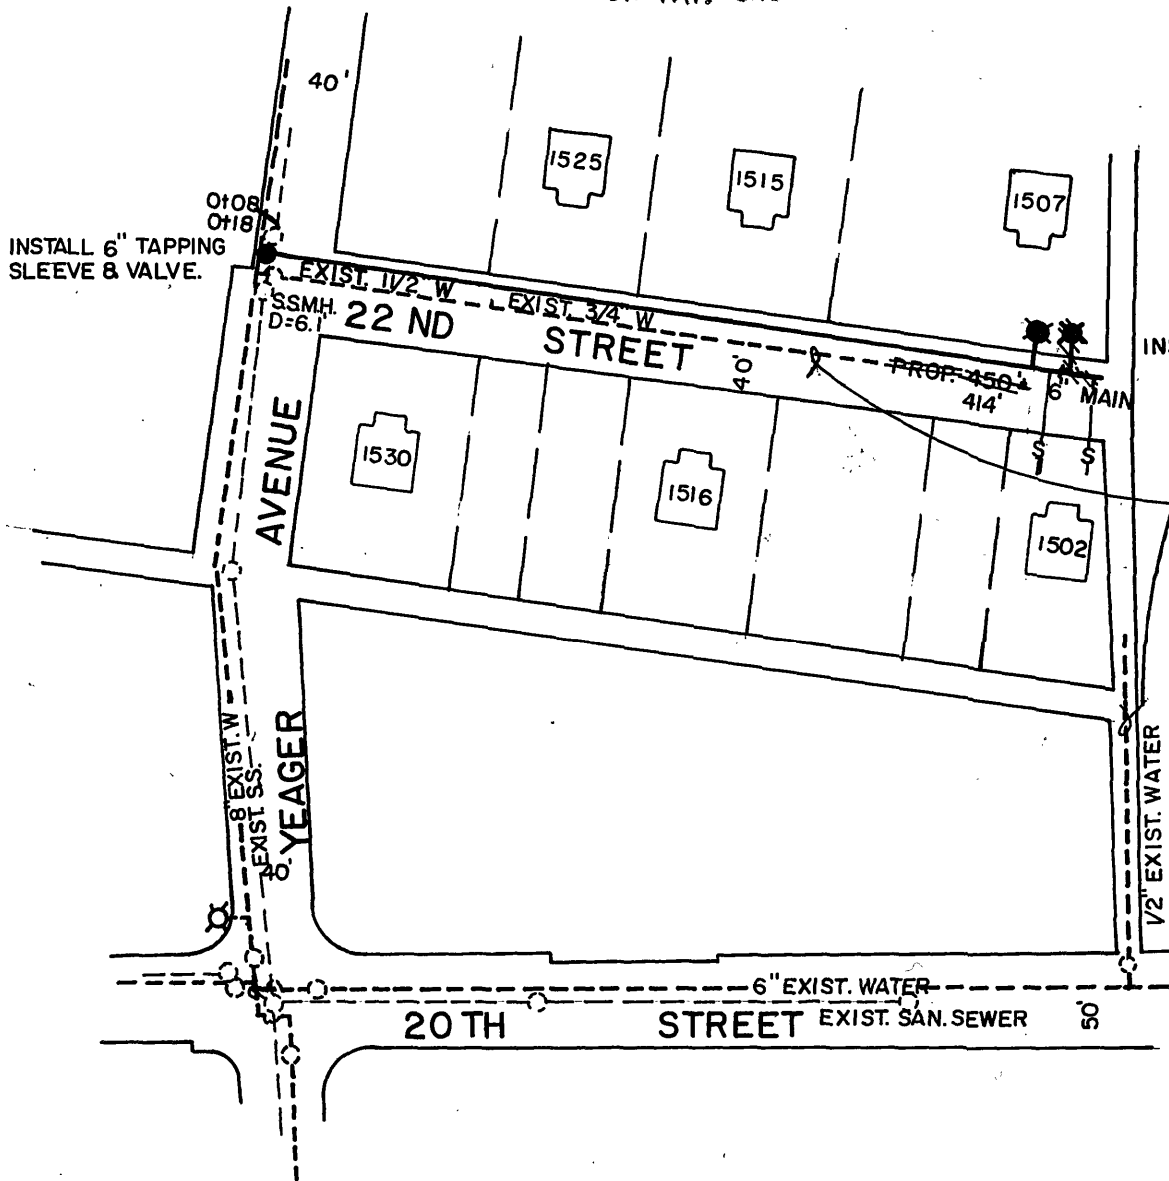 40'
1525
1515
1507
0+08
0+18
INSTALL 6" TAPPING
SLEEVE & VALVE.
EXIST. 1 1/2" W
EXIST. 3/4" W
S.S.M.H.
D=6.1'
22 ND STREET
40'
PROP. 450'
414'
6" MAIN
S
S
1530
1516
1502
YEAGER AVENUE
8" EXIST. W
EXIST. S.S.
40'
1/2" EXIST. WATER
6" EXIST. WATER
20 TH STREET
EXIST. SAN. SEWER
50'